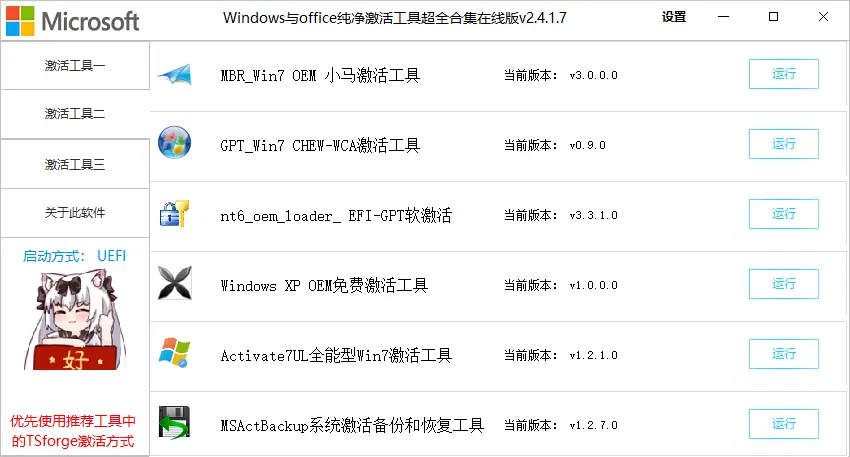 Microsoft
Windows与office纯净激活工具超全合集在线版v2.4.1.7
设置
激活工具一
激活工具二
激活工具三
关于此软件
启动方式： UEFI
好
优先使用推荐工具中
的TSforge激活方式
MBR_Win7 OEM 小马激活工具 当前版本： v3.0.0.0 运行
GPT_Win7 CHEW-WCA激活工具 当前版本： v0.9.0 运行
nt6_oem_loader_ EFI-GPT软激活 当前版本： v3.3.1.0 运行
Windows XP OEM免费激活工具 当前版本： v1.0.0.0 运行
Activate7UL全能型Win7激活工具 当前版本： v1.2.1.0 运行
MSActBackup系统激活备份和恢复工具 当前版本： v1.2.7.0 运行